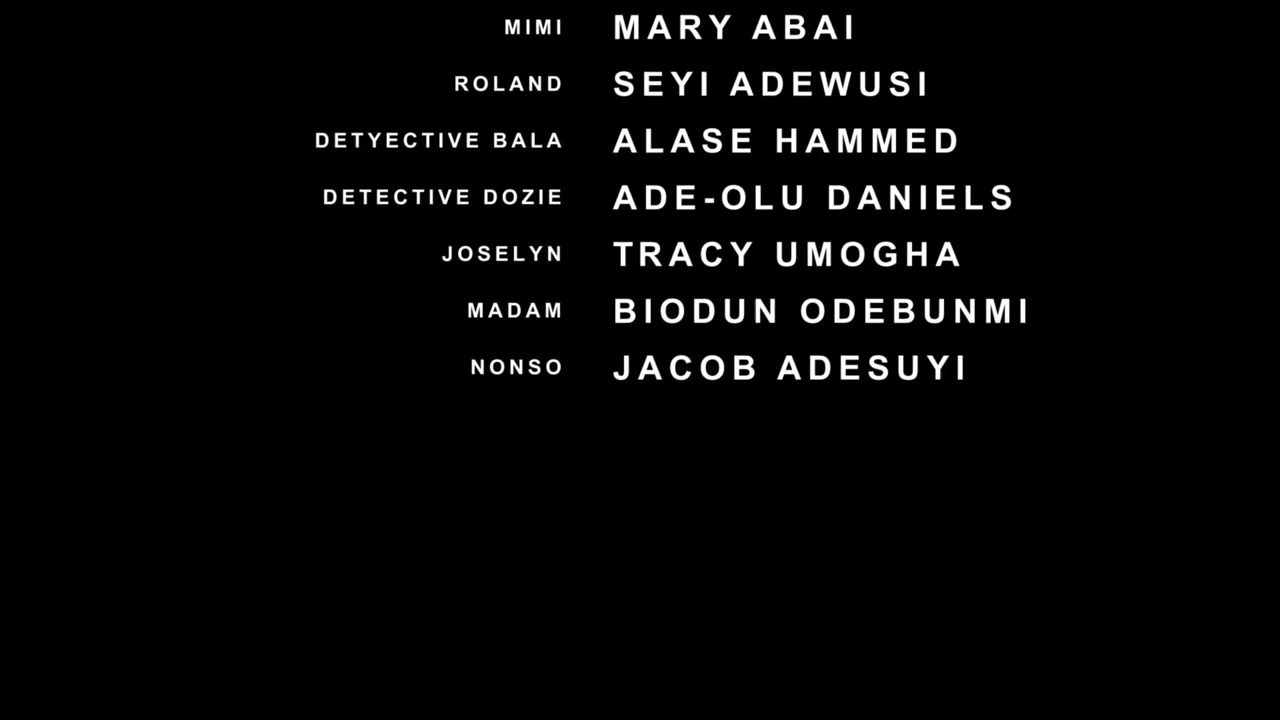 MIMI MARY ABAI
ROLAND SEYI ADEWUSI
DETYECTIVE BALA ALASE HAMMED
DETECTIVE DOZIE ADE-OLU DANIELS
JOSELYN TRACY UMOGHA
MADAM BIODUN ODEBUNMI
NONSO JACOB ADESUYI